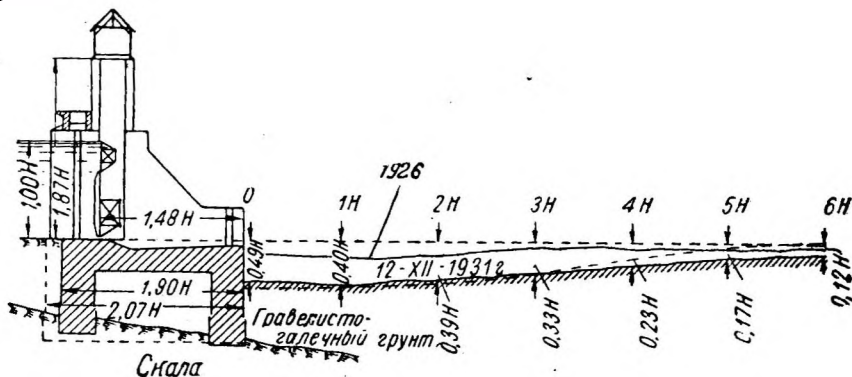 1926
0
1H
2H
3H
4H
5H
6H
1,00H
1,87H
1,48H
0,49H
0,40H
12-XII-1931г
1,90H
2,07H
0,39H
0,33H
0,23H
0,17H
0,12H
Гравелисто-
галечный грунт
Скала